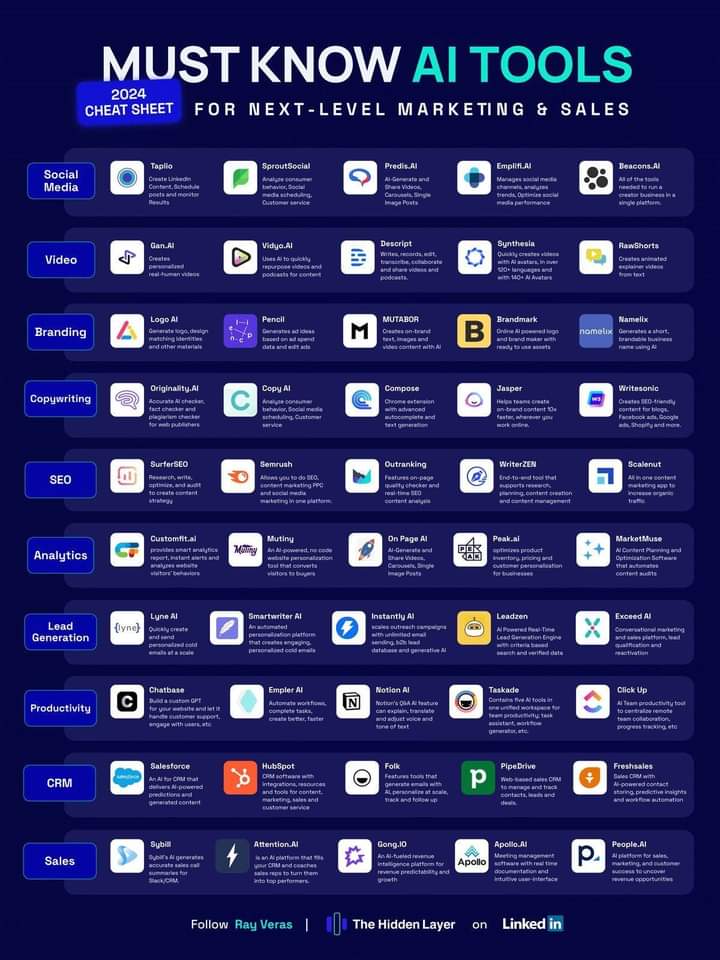 MUST KNOW AI TOOLS
2024
CHEAT SHEET
FOR NEXT-LEVEL MARKETING & SALES
Social
Media
Taplio
Create LinkedIn
Content, Schedule
posts and monitor
Results
SproutSocial
Analyze consumer
behavior, Social
media scheduling,
Customer service
Predis.AI
AI-Generate and
Share Videos,
Carousels, Single
Image Posts
Emplifi.AI
Manages social media
channels, analyzes
trends, Optimize social
media performance
Beacons.AI
All of the tools
needed to run a
creator business in a
single platform.
Video
Gan.AI
Creates
personalized
real-human videos
Vidyo.AI
Uses AI to quickly
repurpose videos and
podcasts for content
Descript
Writes, records, edit,
transcribe, collaborate
and share videos and
podcasts.
Synthesia
Quickly creates videos
with AI avatars, in over
120+ languages and
with 140+ AI Avatars
RawShorts
Creates animated
explainer videos
from text
Branding
Logo AI
Generate logo, design
matching identities
and other materials
Pencil
Generates ad ideas
based on ad spend
data and edit ads
M
MUTABOR
Creates on-brand
text, images and
video content with AI
B
Brandmark
Online AI powered logo
and brand maker with
ready to use assets
namelix
Namelix
Generates a short,
brandable business
name using AI
Copywriting
Originality.AI
Accurate AI checker,
fact checker and
plagiarism checker
for web publishers
C
Copy AI
Analyze consumer
behavior, Social media
scheduling, Customer
service
Compose
Chrome extension
with advanced
autocomplete and
text generation
Jasper
Helps teams create
on-brand content 10x
faster, wherever you
work online.
Writesonic
Creates SEO-friendly
content for blogs,
Facebook ads, Google
ads, Shopify and more.
SEO
SurferSEO
Research, write,
optimize, and audit
to create content
strategy
Semrush
Allows you to do SEO,
content marketing PPC
and social media
marketing in one platform.
Outranking
Features on-page
quality checker and
real-time SEO
content analysis
WriterZEN
End-to-end tool that
supports research,
planning, content creation
and content management
Scalenut
All in one content
marketing app to
increase organic
traffic.
Analytics
Customfit.ai
provides smart analytics
report, instant alerts and
analyzes website
visitors' behaviors
Mutiny
Mutiny
An AI-powered, no code
website personalization
tool that converts
visitors to buyers
On Page AI
AI-Generate and
Share Videos,
Carousels, Single
Image Posts
PEAK
Peak.ai
optimizes product
inventory, pricing and
customer personalization
for businesses
MarketMuse
AI Content Planning and
Optimization Software
that automates
content audits
Lead
Generation
{lyne}
Lyne AI
Quickly create
and send
personalized cold
emails at a scale
Smartwriter AI
An automated
personalization platform
that creates engaging,
personalized cold emails
Instantly AI
scales outreach campaigns
with unlimited email
sending, b2b lead
database and generative AI
Leadzen
AI Powered Real-Time
Lead Generation Engine
with criteria based
search and verified data
Exceed AI
Conversational marketing
and sales platform, lead
qualification and
reactivation
Productivity
Chatbase
Build a custom GPT
for your website and let it
handle customer support,
engage with users, etc
Empler AI
Automate workflows,
complete tasks,
create better, faster
Notion AI
Notion's Q&A AI feature
can explain, translate
and adjust voice and
tone of text
Taskade
Contains five AI tools in
one unified workspace for
team productivity; task
assistant, workflow
generator, etc.
Click Up
AI Team productivity tool
to centralize remote
team collaboration,
progress tracking, etc
CRM
salesforce
Salesforce
An AI for CRM that
delivers AI-powered
predictions and
generated content
HubSpot
CRM software with
integrations, resources
and tools for content,
marketing, sales and
customer service
Folk
Features tools that
generate emails with
AI, personalize at scale,
track and follow up
p
PipeDrive
Web-based sales CRM
to manage and track
contacts, leads and
deals.
Freshsales
Sales CRM with
AI-powered contact
storing, predictive insights
and workflow automation
Sales
Sybill
Sybill's AI generates
accurate sales call
summaries for
Slack/CRM.
Attention.AI
is an AI platform that fills
your CRM and coaches
sales reps to turn them
into top performers.
Gong.IO
An AI-fueled revenue
intelligence platform for
revenue predictability and
growth
Apollo
Apollo.AI
Meeting management
software with real time
documentation and
intuitive user-interface
p.
People.AI
AI platform for sales,
marketing, and customer
success to uncover
revenue opportunities
Follow Ray Veras | The Hidden Layer on Linked in